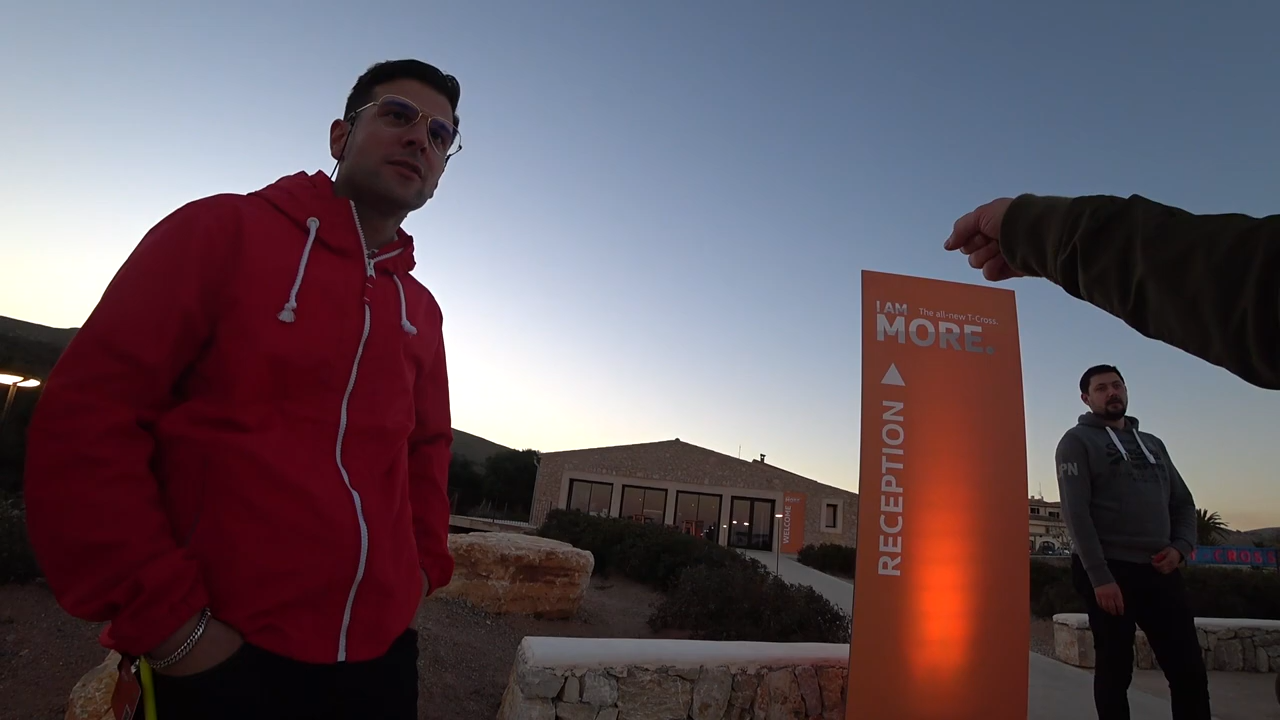 I AM
The all-new T-Cross.
MORE.
RECEPTION
WELCOME
PN
CROSS